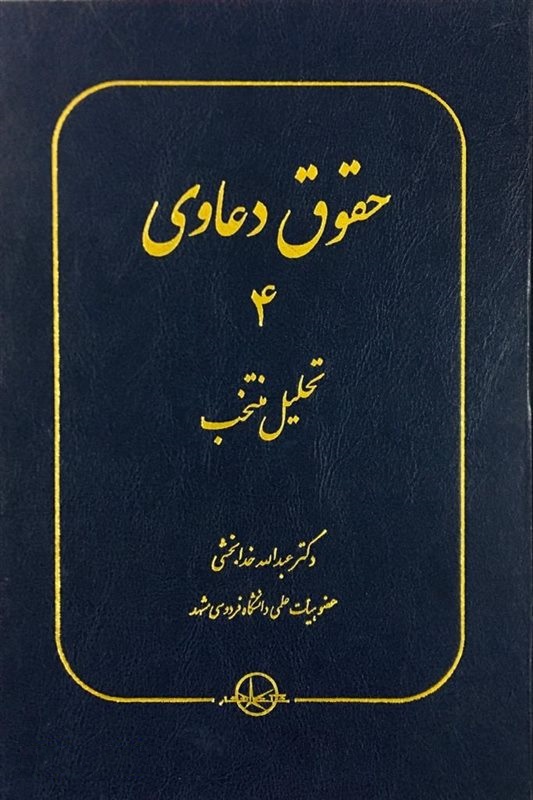 حقوق دعاوی
۴
تحلیل منتخب
دکتر عبدالله خدابخشی
عضو هیأت علمی دانشگاه فردوسی مشهد